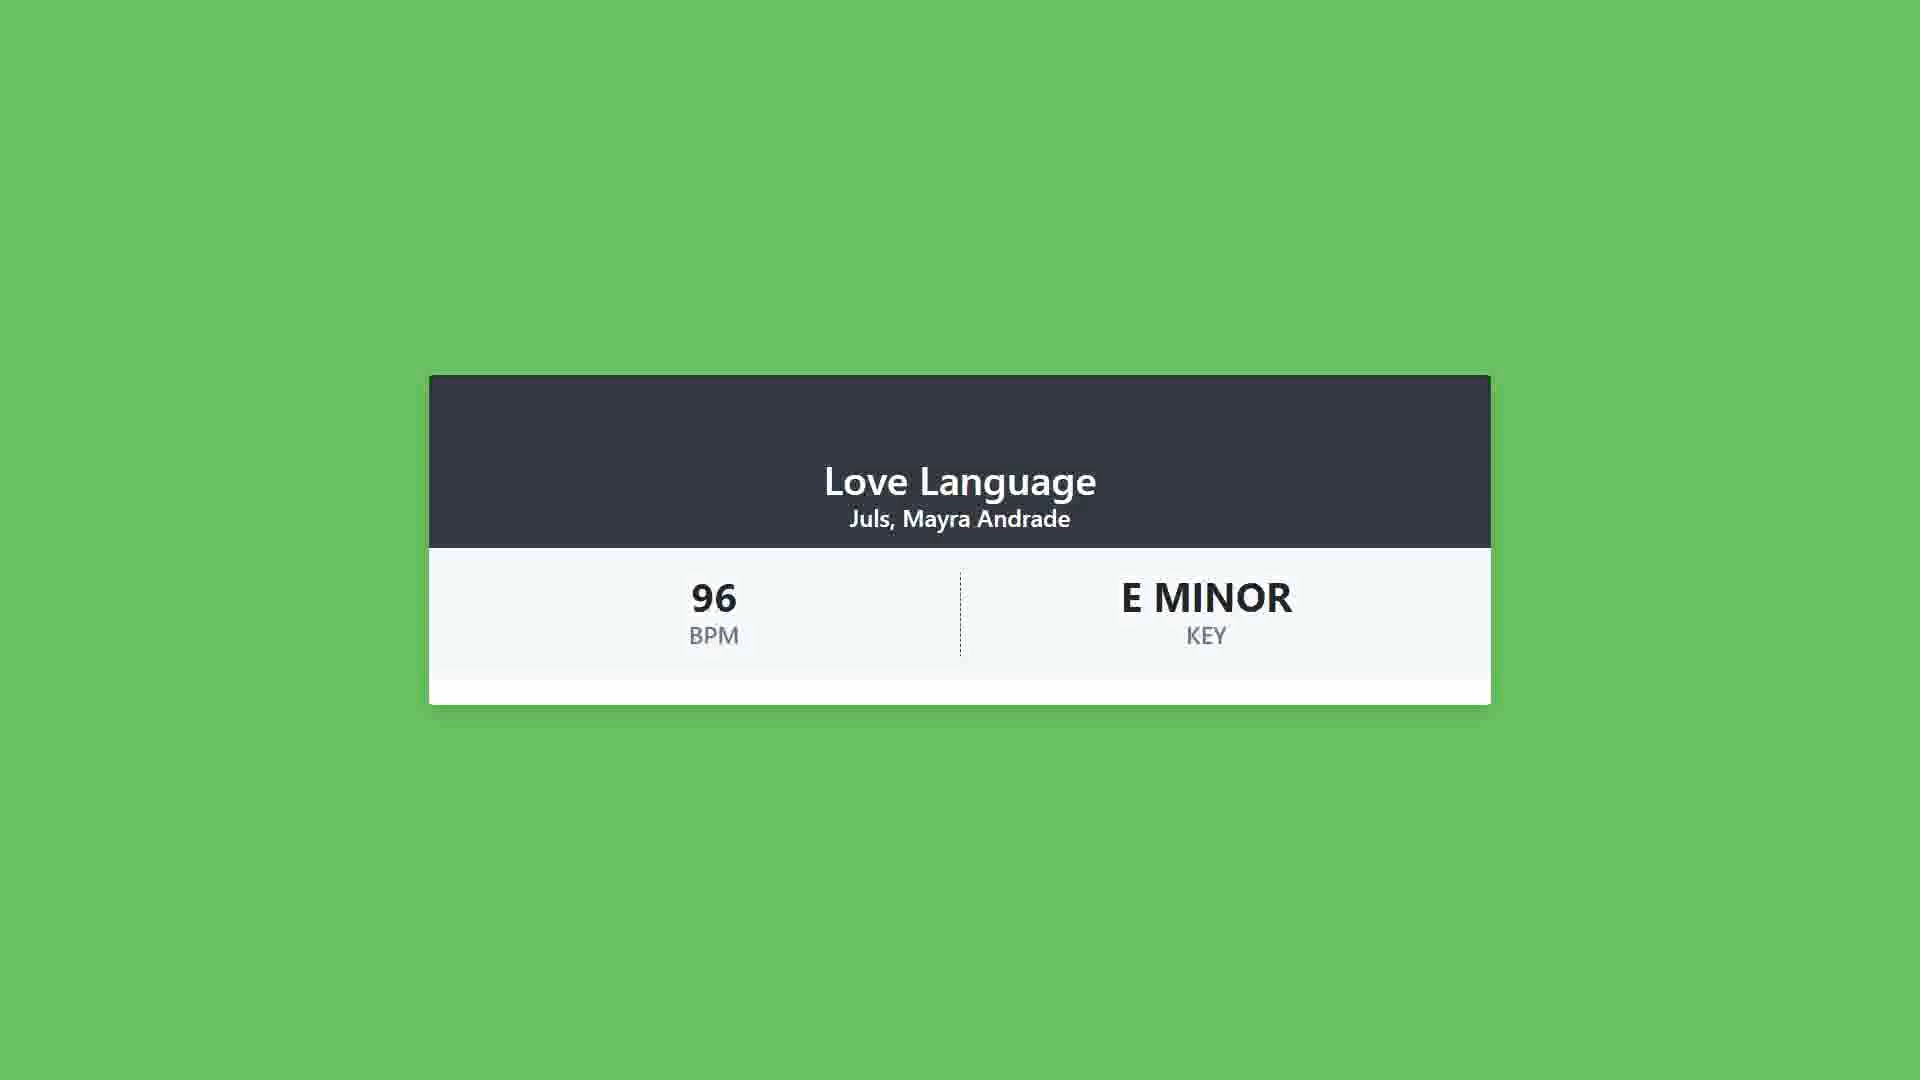 Love Language
Juls, Mayra Andrade
96
BPM
E MINOR
KEY